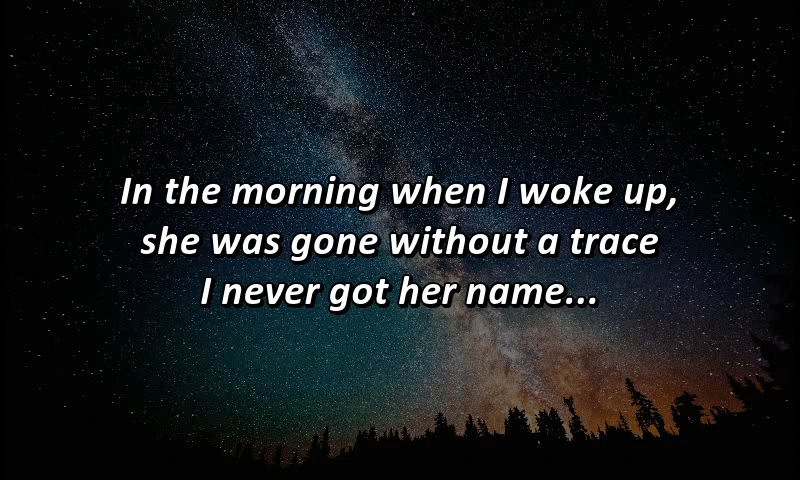 In the morning when I woke up,
she was gone without a trace
I never got her name...